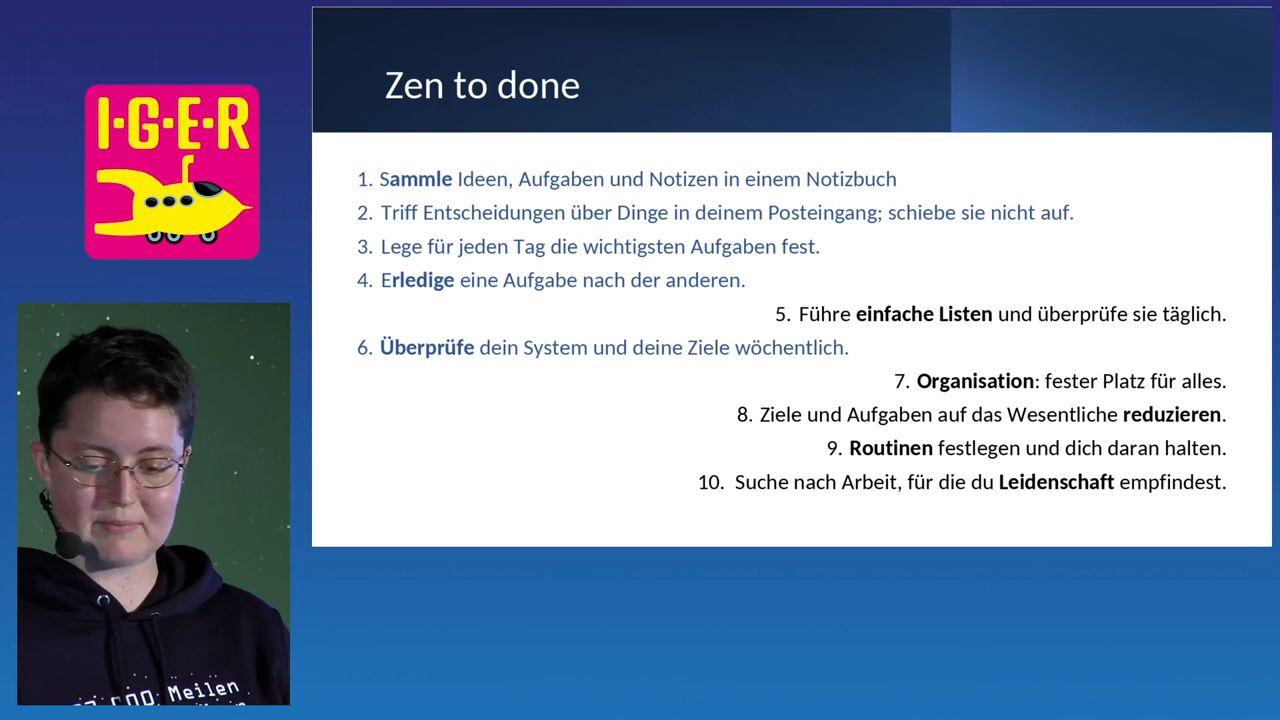 I·G·E·R
Zen to done
1. Sammle Ideen, Aufgaben und Notizen in einem Notizbuch
2. Triff Entscheidungen über Dinge in deinem Posteingang; schiebe sie nicht auf.
3. Lege für jeden Tag die wichtigsten Aufgaben fest.
4. Erledige eine Aufgabe nach der anderen.
5. Führe einfache Listen und überprüfe sie täglich.
6. Überprüfe dein System und deine Ziele wöchentlich.
7. Organisation: fester Platz für alles.
8. Ziele und Aufgaben auf das Wesentliche reduzieren.
9. Routinen festlegen und dich daran halten.
10. Suche nach Arbeit, für die du Leidenschaft empfindest.
Meilen